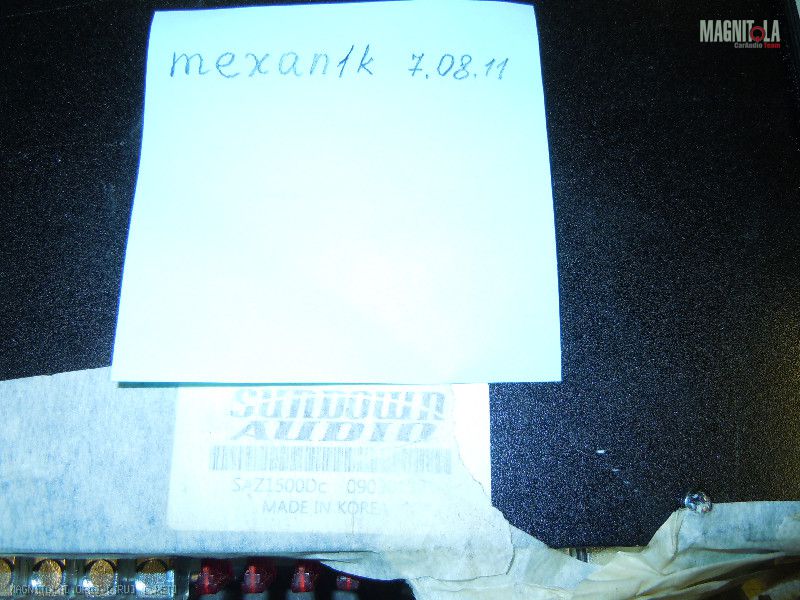 MAGNITOLA
CarAudio Team
mexan1k 7.08.11
SUNDOWN
AUDIO
SAZ1500Dc
MADE IN KOREA